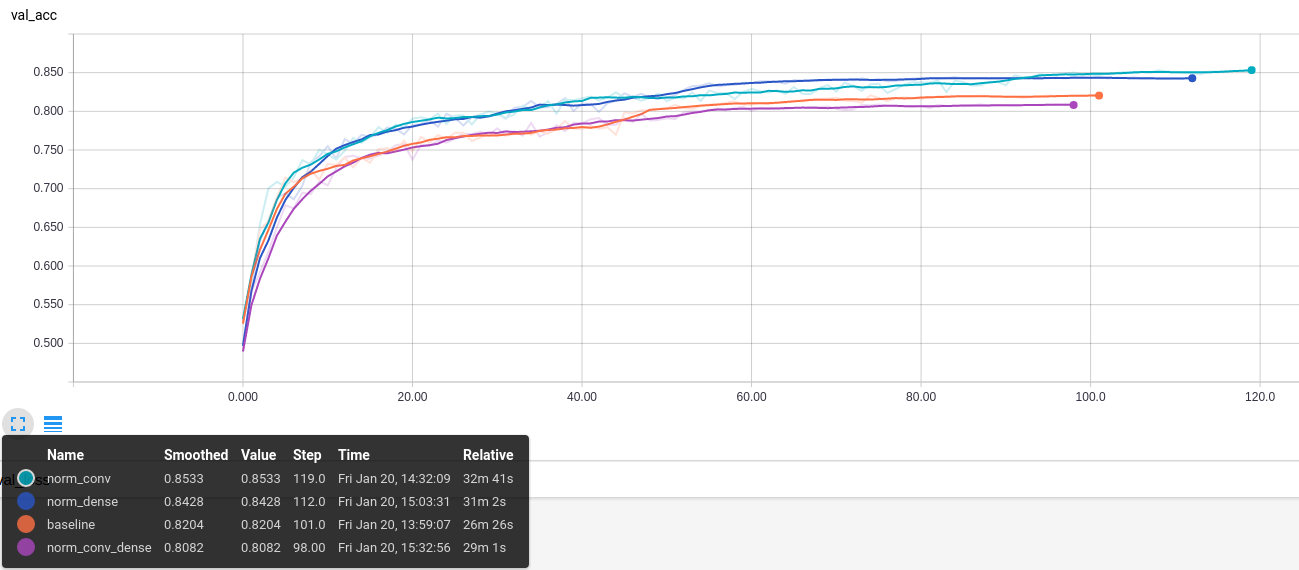 val_acc
0.850
0.800
0.750
0.700
0.650
0.600
0.550
0.500
0.000 20.00 40.00 60.00 80.00 100.0 120.0
Name Smoothed Value Step Time Relative
norm_conv 0.8533 0.8533 119.0 Fri Jan 20, 14:32:09 32m 41s
norm_dense 0.8428 0.8428 112.0 Fri Jan 20, 15:03:31 31m 2s
baseline 0.8204 0.8204 101.0 Fri Jan 20, 13:59:07 26m 26s
norm_conv_dense 0.8082 0.8082 98.00 Fri Jan 20, 15:32:56 29m 1s